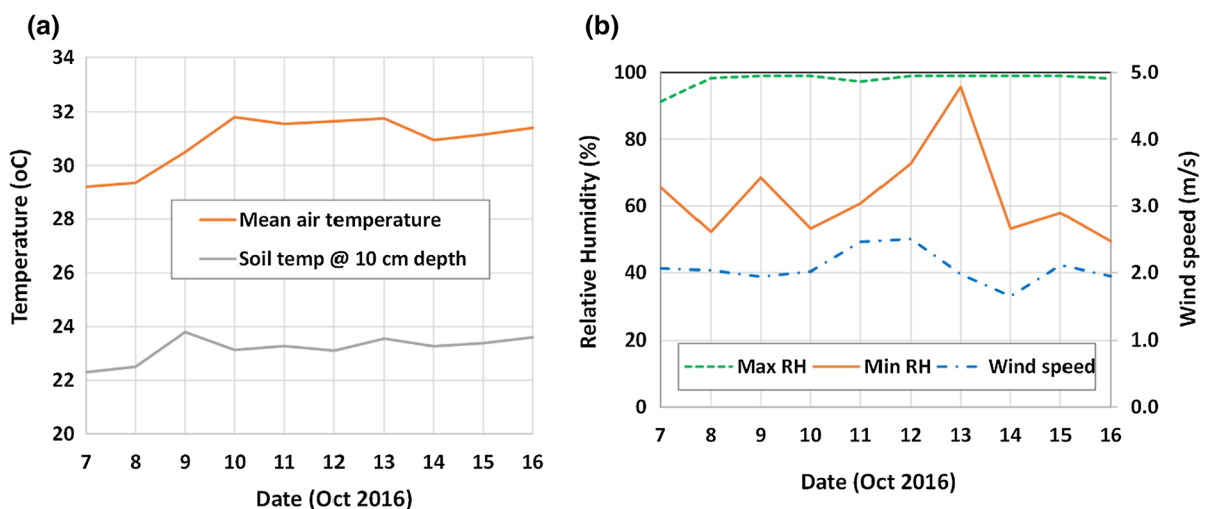 (a)
34
32
30
28
26
24
22
20
Temperature (oC)
Mean air temperature
Soil temp @ 10 cm depth
7 8 9 10 11 12 13 14 15 16
Date (Oct 2016)
(b)
100
80
60
40
20
0
Relative Humidity (%)
5.0
4.0
3.0
2.0
1.0
0.0
Wind speed (m/s)
Max RH Min RH Wind speed
7 8 9 10 11 12 13 14 15 16
Date (Oct 2016)